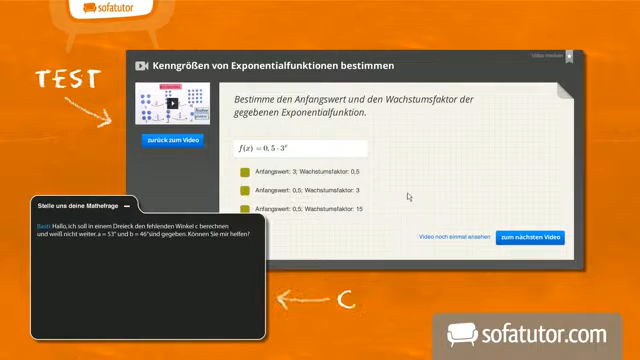 sofatutor
Video merken
Kenngrößen von Exponentialfunktionen bestimmen
TEST
Bestimme den Anfangswert und den Wachstumsfaktor der
gegebenen Exponentialfunktion.
zurück zum Video
f(x) = 0, 5 · 3ˣ
Anfangswert: 3; Wachstumsfaktor: 0,5
Anfangswert: 0,5; Wachstumsfaktor: 3
Anfangswert: 0,5; Wachstumsfaktor: 15
Video noch einmal ansehen
zum nächsten Video
Stelle uns deine Mathefrage
Basti: Hallo, ich soll in einem Dreieck den fehlenden Winkel c berechnen
und weiß nicht weiter. a = 53° und b = 46° sind gegeben. Können Sie mir helfen?
C
sofatutor.com